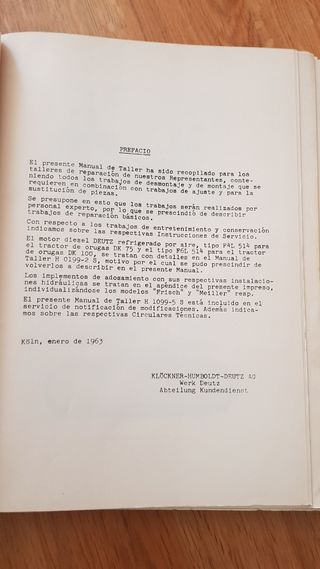 PREFACIO
El presente Manual de Taller ha sido recopilado para los
talleres de reparación de nuestros Representantes, conte-
niendo todos los trabajos de desmontaje y de montaje que se
requieren en combinación con trabajos de ajuste y para la
sustitución de piezas.
Se presupone en esto que los trabajos serán realizados por
personal experto, por lo que se prescindió de describir
trabajos de reparación básicos.
Con respecto a los trabajos de entretenimiento y conservación
indicamos sobre las respectivas Instrucciones de Servicio.
El motor diesel DEUTZ refrigerado por aire, tipo F4L 514 para
el tractor de orugas DK 75 y el tipo F6L 514 para el tractor
de orugas DK 100, se tratan con detalles en el Manual de
Taller H 0199-2 S, motivo por el cual su pudo prescindir de
volverlos a describir en el presente Manual.
Los implementos de adosamiento con sus respectivas instalacio-
nes hidráulicas se tratan en el apéndice del presente impreso,
individualizándose los modelos "Frisch" y "Meiller" resp.
El presente Manual de Taller H 1099-5 S está incluido en el
servicio de notificación de modificaciones. Además indica-
mos sobre las respectivas Circulares Técnicas.
Köln, enero de 1963
KLÖCKNER-HUMBOLDT-DEUTZ AG
Werk Deutz
Abteilung Kundendienst